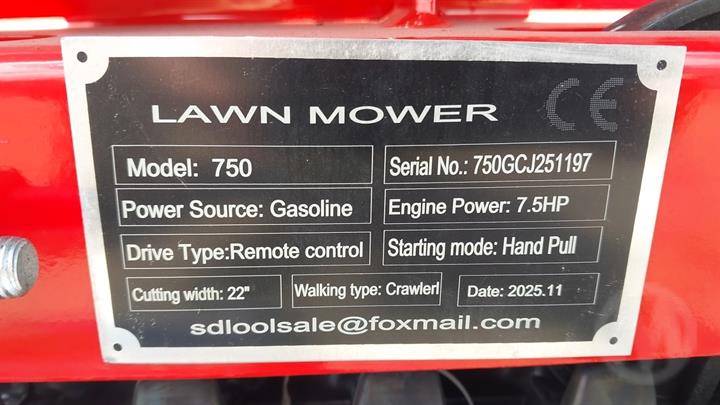 LAWN MOWER CE
Model: 750 Serial No.: 750GCJ251197
Power Source: Gasoline Engine Power: 7.5HP
Drive Type:Remote control Starting mode: Hand Pull
Cutting width: 22" Walking type: Crawlerl Date: 2025.11
sdloolsale@foxmail.com